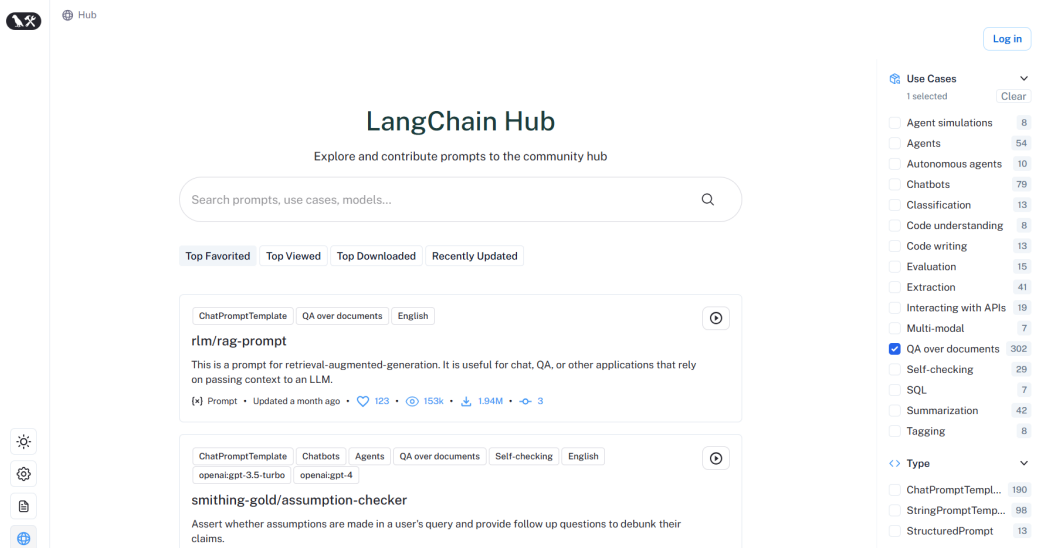 Hub
Log in
LangChain Hub
Explore and contribute prompts to the community hub
Search prompts, use cases, models...
Top Favorited
Top Viewed
Top Downloaded
Recently Updated
ChatPromptTemplate
QA over documents
English
rlm/rag-prompt
This is a prompt for retrieval-augmented-generation. It is useful for chat, QA, or other applications that rely
on passing context to an LLM.
{×} Prompt • Updated a month ago • 123 • 153k • 1.94M • 3
ChatPromptTemplate
Chatbots
Agents
QA over documents
Self-checking
English
openai:gpt-3.5-turbo
openai:gpt-4
smithing-gold/assumption-checker
Assert whether assumptions are made in a user's query and provide follow up questions to debunk their
claims.
Use Cases
1 selected
Clear
Agent simulations 8
Agents 54
Autonomous agents 10
Chatbots 79
Classification 13
Code understanding 8
Code writing 13
Evaluation 15
Extraction 41
Interacting with APIs 19
Multi-modal 7
QA over documents 302
Self-checking 29
SQL 7
Summarization 42
Tagging 8
Type
ChatPromptTempl... 190
StringPromptTemp... 98
StructuredPrompt 13